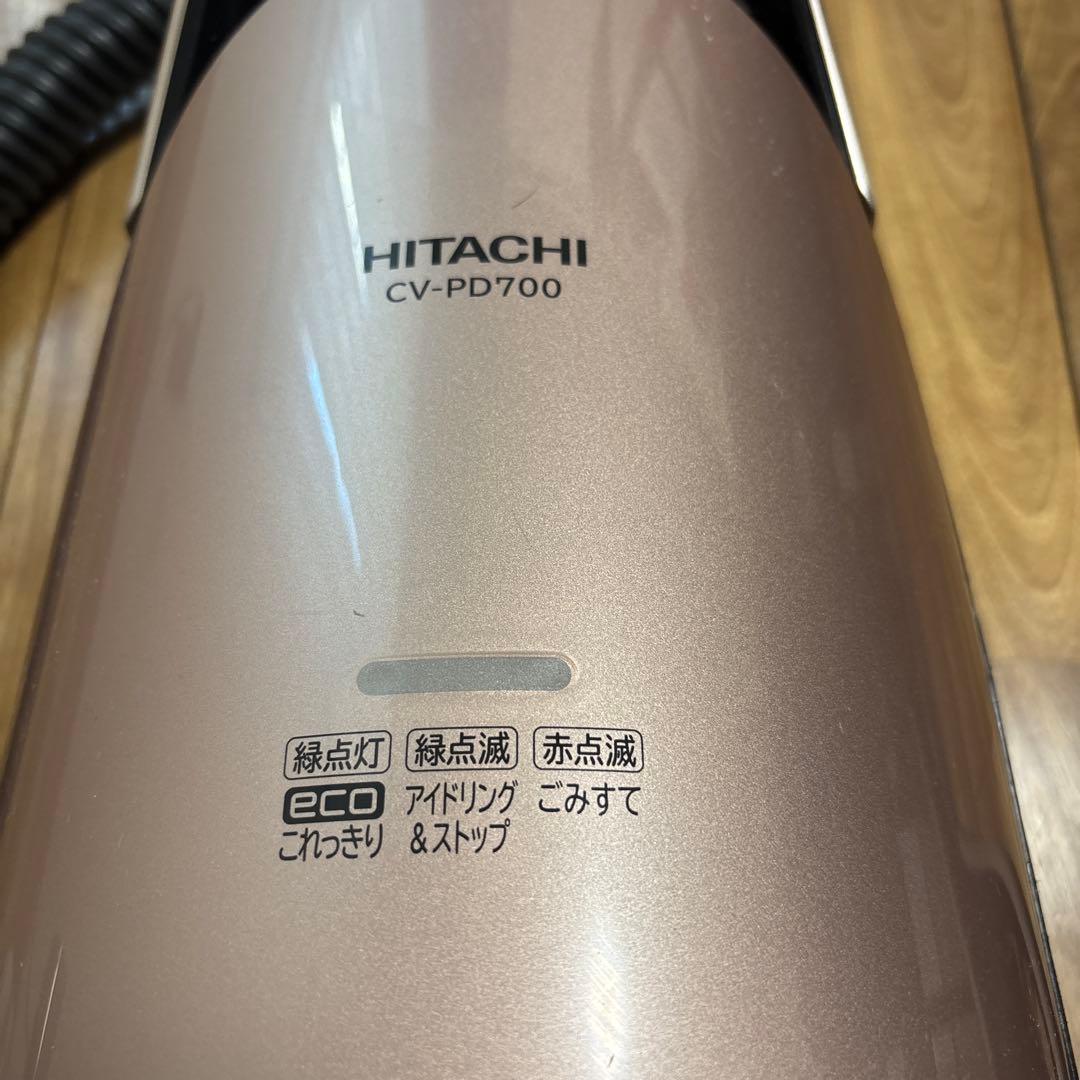 HITACHI
CV-PD700
緑点灯 緑点滅 赤点滅
eco アイドリング ごみすて
これっきり &ストップ